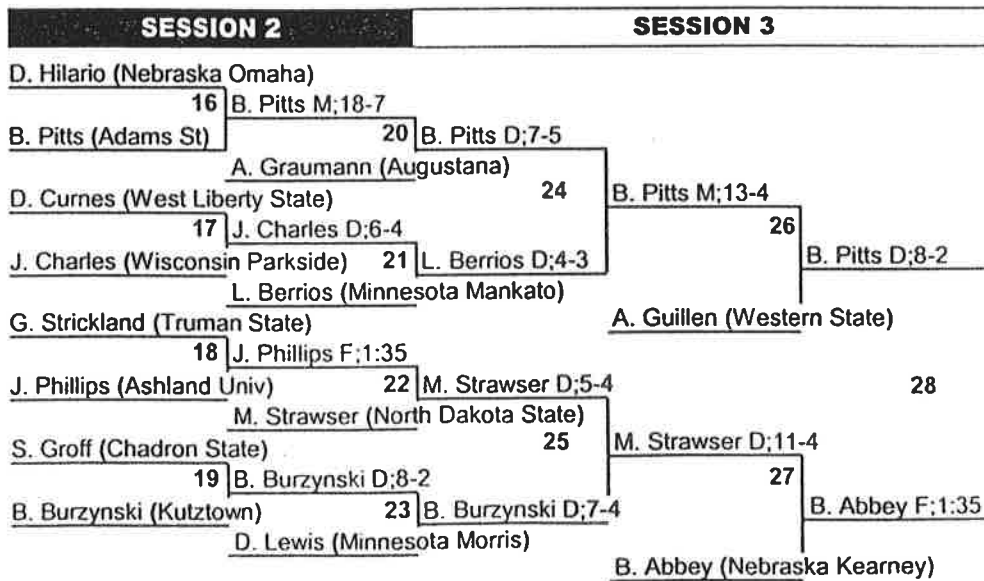 SESSION 2 SESSION 3
D. Hilario (Nebraska Omaha)
16 B. Pitts M;18-7
B. Pitts (Adams St) 20 B. Pitts D;7-5
A. Graumann (Augustana)
D. Curnes (West Liberty State) 24 B. Pitts M;13-4
17 J. Charles D;6-4 26
J. Charles (Wisconsin Parkside) 21 L. Berrios D;4-3 B. Pitts D;8-2
L. Berrios (Minnesota Mankato)
G. Strickland (Truman State) A. Guillen (Western State)
18 J. Phillips F;1:35
J. Phillips (Ashland Univ) 22 M. Strawser D;5-4 28
M. Strawser (North Dakota State)
S. Groff (Chadron State) 25 M. Strawser D;11-4
19 B. Burzynski D;8-2 27
B. Burzynski (Kutztown) 23 B. Burzynski D;7-4 B. Abbey F;1:35
D. Lewis (Minnesota Morris)
B. Abbey (Nebraska Kearney)